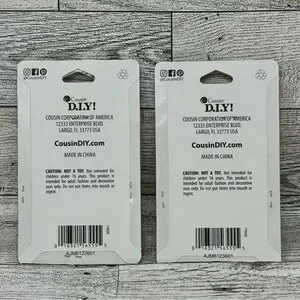 @CousinDIY
Cousin
D.I.Y!
COUSIN CORPORATION OF AMERICA
12333 ENTERPRISE BLVD.
LARGO, FL 33773 USA
CousinDIY.com
MADE IN CHINA
CAUTION: NOT A TOY. Not intended for
children under 14 years. This product
is for adult fashion and decorative
uses only. Do not put items into mouth or
ingest.
AJM6123601
@CousinDIY
Cousin
D.I.Y!
COUSIN CORPORATION OF AMERICA
12333 ENTERPRISE BLVD.
LARGO, FL 33773 USA
CousinDIY.com
MADE IN CHINA
CAUTION: NOT A TOY. Not intended for
children under 14 years. This product
is for adult fashion and decorative
uses only. Do not put items into mouth or
ingest.
AJM6123601